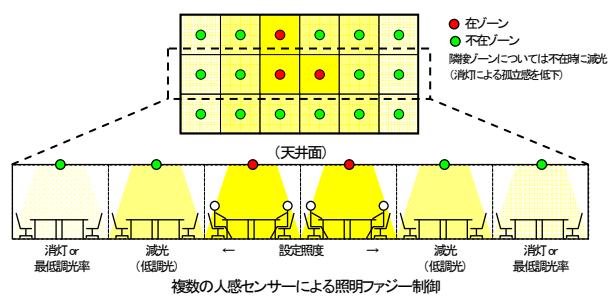 在ゾーン
不在ゾーン
隣接ゾーンについては不在時に減光
（消灯による孤立感を低下）
（天井面）
消灯 or
最低調光率
減光
（低調光）
← 設定照度 →
減光
（低調光）
消灯 or
最低調光率
複数の人感センサーによる照明ファジー制御